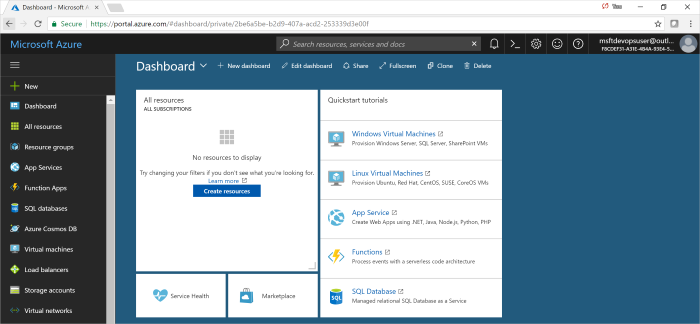 Dashboard - Microsoft A
Secure
https://portal.azure.com/#dashboard/private/2be6a5be-b2d9-407a-acd2-253339d3e00f
Microsoft Azure
Search resources, services and docs
msftdevopsuser@outl...
New
Dashboard
All resources
Resource groups
App Services
Function Apps
SQL databases
Azure Cosmos DB
Virtual machines
Load balancers
Storage accounts
Virtual networks
Dashboard
New dashboard
Edit dashboard
Share
Fullscreen
Clone
Delete
All resources
ALL SUBSCRIPTIONS
No resources to display
Try changing your filters if you don't see what you're looking for.
Learn more
Create resources
Service Health
Marketplace
Quickstart tutorials
Windows Virtual Machines
Provision Windows Server, SQL Server, SharePoint VMs
Linux Virtual Machines
Provision Ubuntu, Red Hat, CentOS, SUSE, CoreOS VMs
App Service
Create Web Apps using .NET, Java, Node.js, Python, PHP
Functions
Process events with a serverless code architecture
SQL Database
SQL
Managed relational SQL Database as a Service